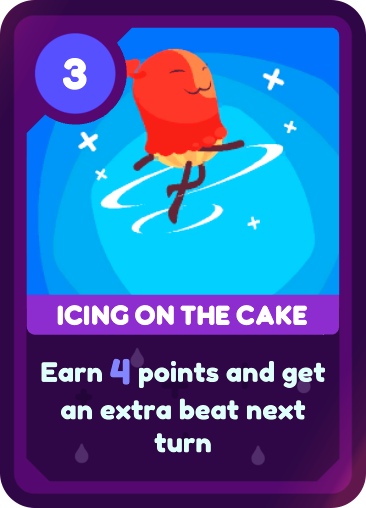 3
ICING ON THE CAKE
Earn 4 points and get
an extra beat next
turn